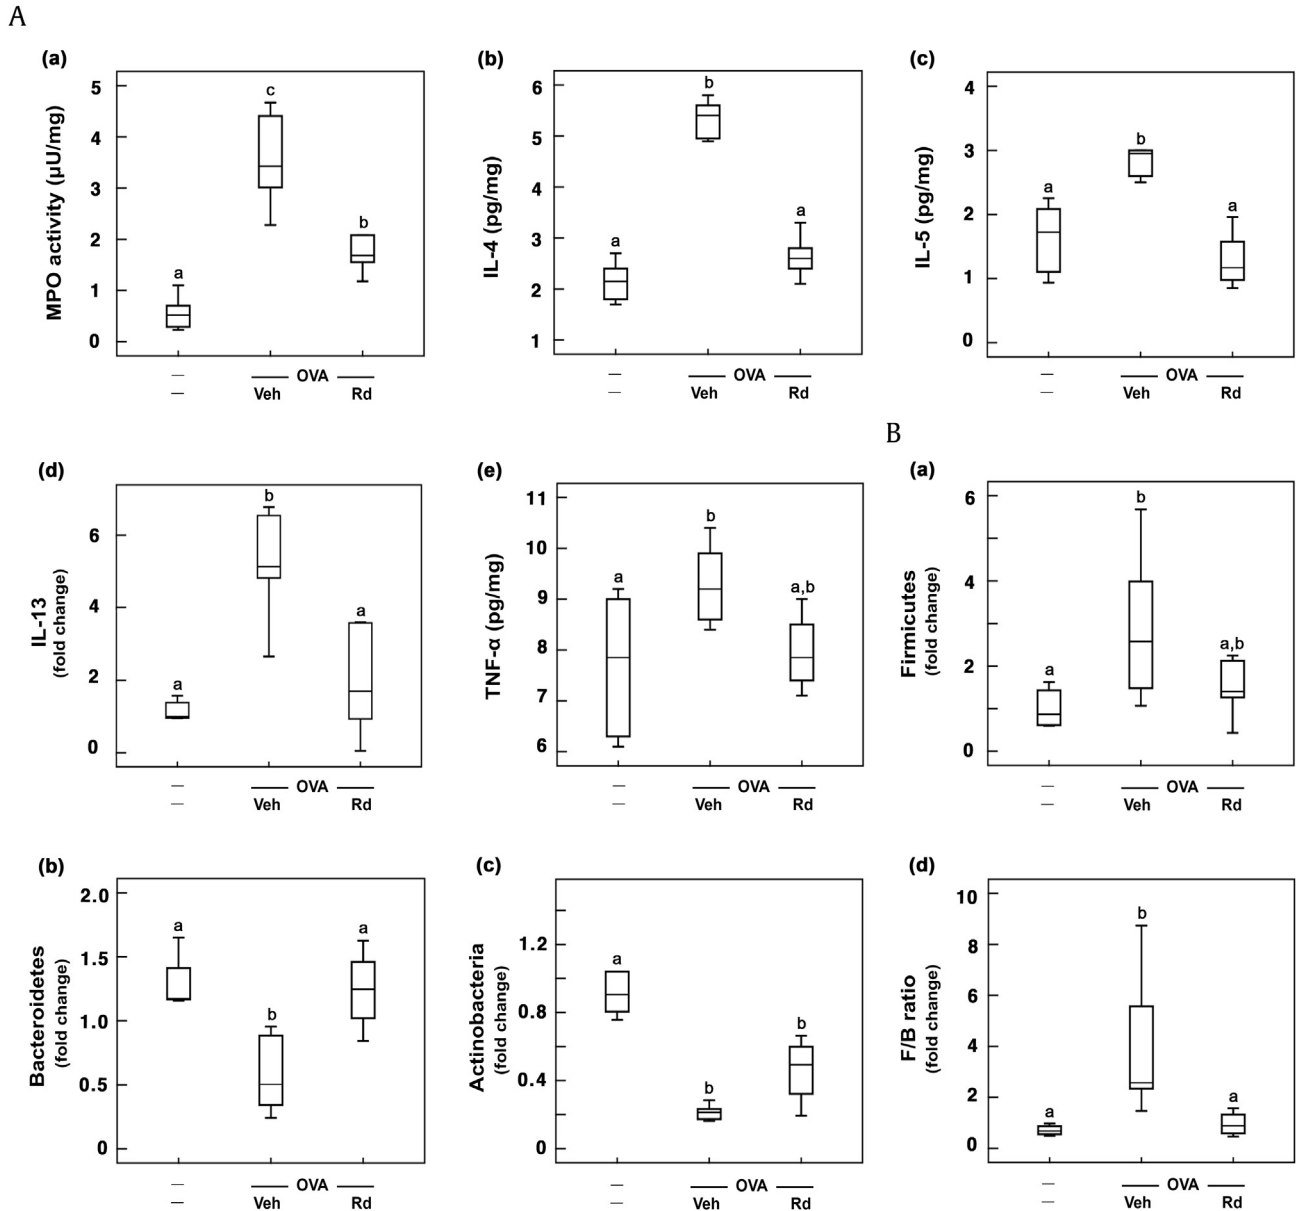 A
(a)
MPO activity (µU/mg)
5
4
3
2
1
0
c
b
a
—
—
OVA
Veh
Rd
(b)
IL-4 (pg/mg)
6
5
4
3
2
1
b
a
a
—
—
OVA
Veh
Rd
(c)
IL-5 (pg/mg)
4
3
2
1
0
b
a
a
—
—
OVA
Veh
Rd
(d)
IL-13
(fold change)
6
4
2
0
b
a
a
—
—
OVA
Veh
Rd
(e)
TNF-α (pg/mg)
11
10
9
8
7
6
b
a
a,b
—
—
OVA
Veh
Rd
B
(a)
Firmicutes
(fold change)
6
4
2
0
b
a,b
a
—
—
OVA
Veh
Rd
(b)
Bacteroidetes
(fold change)
2.0
1.5
1.0
0.5
0
a
a
b
—
—
OVA
Veh
Rd
(c)
Actinobacteria
(fold change)
1.2
0.8
0.4
0
a
b
b
—
—
OVA
Veh
Rd
(d)
F/B ratio
(fold change)
10
8
6
4
2
0
b
a
a
—
—
OVA
Veh
Rd